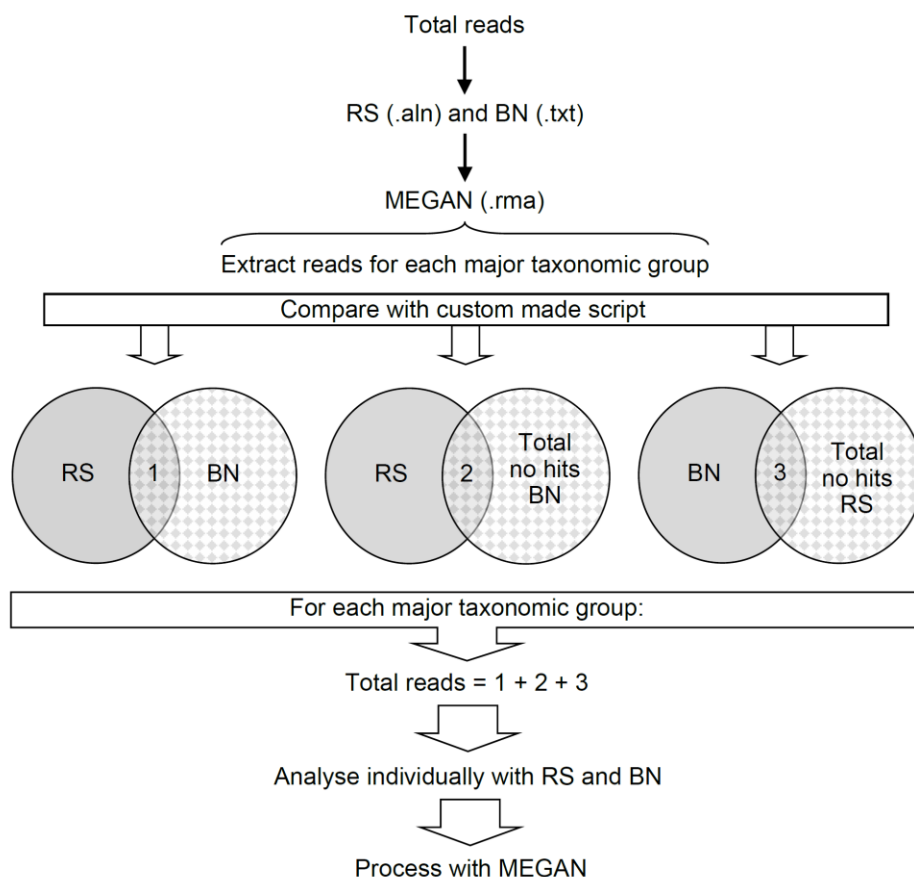 Total reads
RS (.aln) and BN (.txt)
MEGAN (.rma)
Extract reads for each major taxonomic group
Compare with custom made script
RS 1 BN
RS 2 Total no hits BN
BN 3 Total no hits RS
For each major taxonomic group:
Total reads = 1 + 2 + 3
Analyse individually with RS and BN
Process with MEGAN